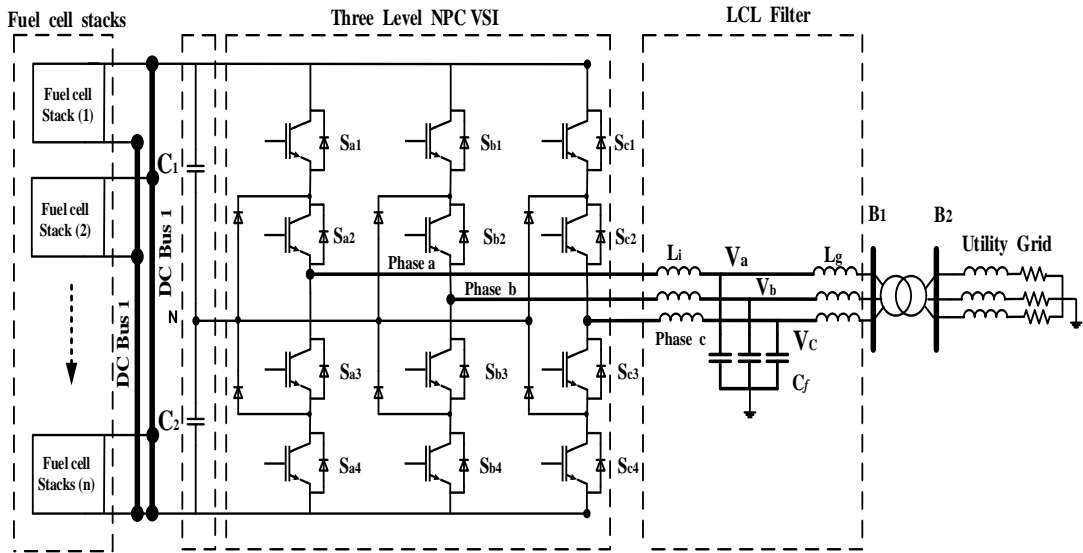 Fuel cell stacks
Three Level NPC VSI
LCL Filter
Fuel cell
Stack (1)
Fuel cell
Stack (2)
Fuel cell
Stacks (n)
DC Bus 1
DC Bus 1
C1
C2
N
Sa1
Sb1
Sc1
Sa2
Sb2
Sc2
Sa3
Sb3
Sc3
Sa4
Sb4
Sc4
Phase a
Phase b
Phase c
Li
Va
Lg
Vb
VC
Cf
B1
B2
Utility Grid